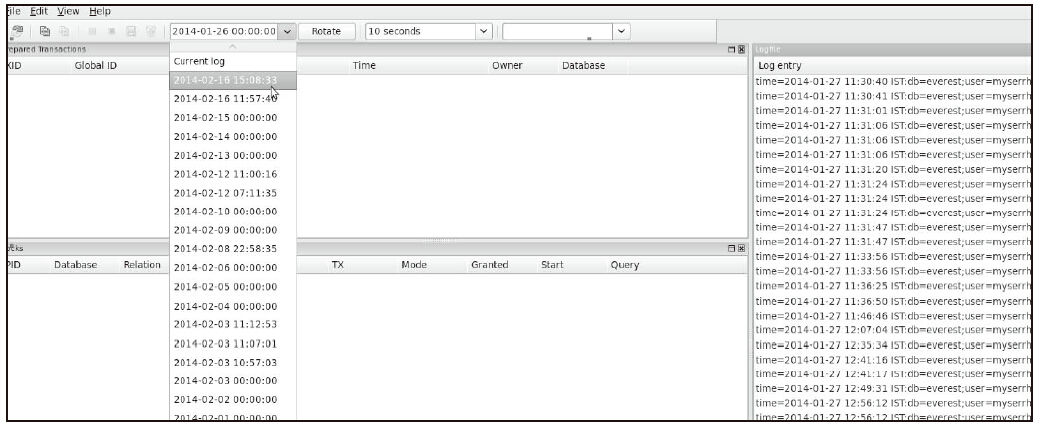 ile Edit View Help
2014-01-26 00:00:00 Rotate 10 seconds
repared Transactions
XID Global ID Time Owner Database
Current log
2014-02-16 15:08:33
2014-02-16 11:57:40
2014-02-15 00:00:00
2014-02-14 00:00:00
2014-02-13 00:00:00
2014-02-12 11:00:16
2014-02-12 07:11:35
2014-02-10 00:00:00
2014-02-09 00:00:00
2014-02-08 22:58:35
2014-02-06 00:00:00
2014-02-05 00:00:00
2014-02-04 00:00:00
2014-02-03 11:12:53
2014-02-03 11:07:01
2014-02-03 10:57:03
2014-02-03 00:00:00
2014-02-02 00:00:00
2014-02-01 00:00:00
ocks
PID Database Relation TX Mode Granted Start Query
Logfile
Log entry
time=2014-01-27 11:30:40 IST:db=everest;user=myserrh
time=2014-01-27 11:30:41 IST:db=everest;user=myserrh
time=2014-01-27 11:31:01 IST:db=everest;user=myserrh
time=2014-01-27 11:31:06 IST:db=everest;user=myserrh
time=2014-01-27 11:31:06 IST:db=everest;user=myserrh
time=2014-01-27 11:31:06 IST:db=everest;user=myserrh
time=2014-01-27 11:31:20 IST:db=everest;user=myserrh
time=2014-01-27 11:31:24 IST:db=everest;user=myserrh
time=2014-01-27 11:31:24 IST:db=everest;user=myserrh
time=2014-01-27 11:31:24 IST:db=everest;user=myserrh
time=2014-01-27 11:31:47 IST:db=everest;user=myserrh
time=2014-01-27 11:31:47 IST:db=everest;user=myserrh
time=2014-01-27 11:33:56 IST:db=everest;user=myserrh
time=2014-01-27 11:33:56 IST:db=everest;user=myserrh
time=2014-01-27 11:36:25 IST:db=everest;user=myserrh
time=2014-01-27 11:36:50 IST:db=everest;user=myserrh
time=2014-01-27 11:46:46 IST:db=everest;user=myserrh
time=2014-01-27 12:07:04 IST:db=everest;user=myserrh
time=2014-01-27 12:35:34 IST:db=everest;user=myserrh
time=2014-01-27 12:41:16 IST:db=everest;user=myserrh
time=2014-01-27 12:41:17 IST:db=everest;user=myserrh
time=2014-01-27 12:49:31 IST:db=everest;user=myserrh
time=2014-01-27 12:56:12 IST:db=everest;user=myserrh
time=2014-01-27 12:56:12 IST:db=everest;user=myserrh